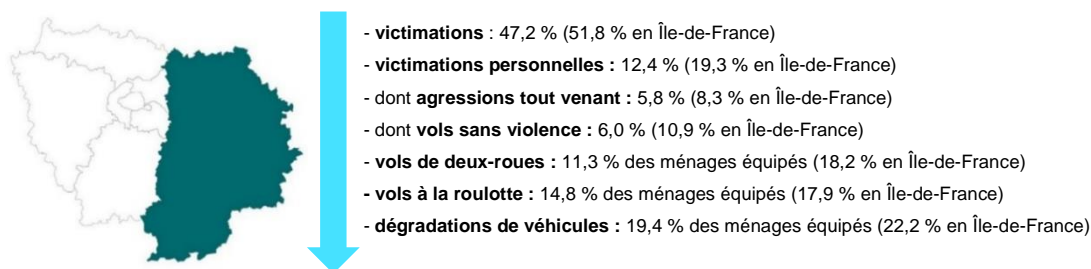 - victimations : 47,2 % (51,8 % en Île-de-France)
- victimations personnelles : 12,4 % (19,3 % en Île-de-France)
- dont agressions tout venant : 5,8 % (8,3 % en Île-de-France)
- dont vols sans violence : 6,0 % (10,9 % en Île-de-France)
- vols de deux-roues : 11,3 % des ménages équipés (18,2 % en Île-de-France)
- vols à la roulotte : 14,8 % des ménages équipés (17,9 % en Île-de-France)
- dégradations de véhicules : 19,4 % des ménages équipés (22,2 % en Île-de-France)